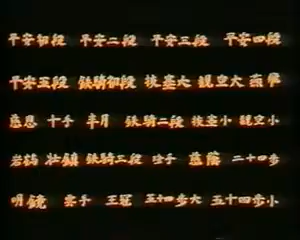 平安初段 平安二段 平安三段 平安四段
平安五段 鉄騎初段 抜塞大 観空大 燕飛
慈恩 十手 半月 鉄騎二段 抜塞小 観空小
岩鶴 壮鎮 鉄騎三段 珍手 慈蔭 二十四歩
明鏡 雲手 王冠 五十四歩大 五十四歩小